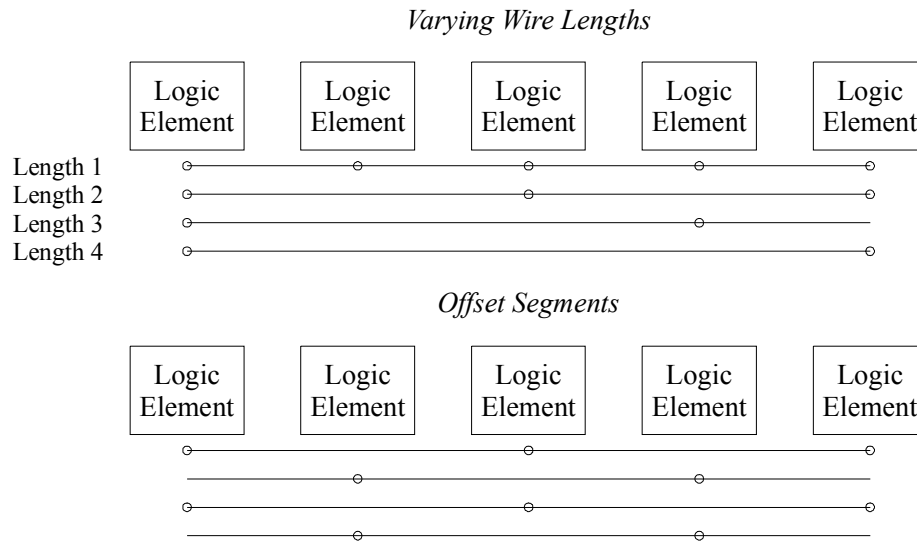 Varying Wire Lengths
Logic Logic Logic Logic Logic
Element Element Element Element Element
Length 1
Length 2
Length 3
Length 4
Offset Segments
Logic Logic Logic Logic Logic
Element Element Element Element Element